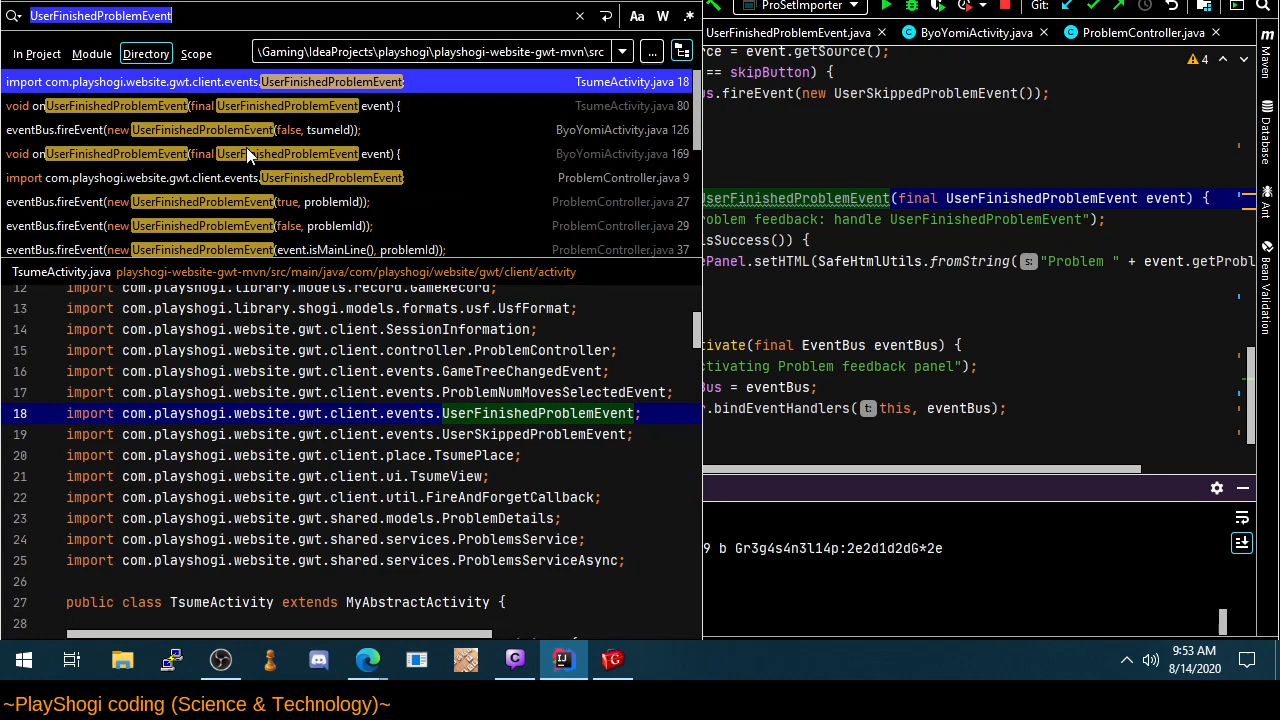 UserFinishedProblemEvent
Aa W .*
In Project Module Directory Scope
\Gaming\IdeaProjects\playshogi\playshogi-website-gwt-mvn\src
...
import com.playshogi.website.gwt.client.events.UserFinishedProblemEvent; TsumeActivity.java 18
void onUserFinishedProblemEvent(final UserFinishedProblemEvent event) { TsumeActivity.java 80
eventBus.fireEvent(new UserFinishedProblemEvent(false, tsumeId)); ByoYomiActivity.java 126
void onUserFinishedProblemEvent(final UserFinishedProblemEvent event) { ByoYomiActivity.java 169
import com.playshogi.website.gwt.client.events.UserFinishedProblemEvent; ProblemController.java 9
eventBus.fireEvent(new UserFinishedProblemEvent(true, problemId)); ProblemController.java 27
eventBus.fireEvent(new UserFinishedProblemEvent(false, problemId)); ProblemController.java 29
eventBus.fireEvent(new UserFinishedProblemEvent(event.isMainLine(), problemId)); ProblemController.java 37
TsumeActivity.java playshogi-website-gwt-mvn/src/main/java/com/playshogi/website/gwt/client/activity
12 import com.playshogi.library.models.record.GameRecord;
13 import com.playshogi.library.shogi.models.formats.usf.UsfFormat;
14 import com.playshogi.website.gwt.client.SessionInformation;
15 import com.playshogi.website.gwt.client.controller.ProblemController;
16 import com.playshogi.website.gwt.client.events.GameTreeChangedEvent;
17 import com.playshogi.website.gwt.client.events.ProblemNumMovesSelectedEvent;
18 import com.playshogi.website.gwt.client.events.UserFinishedProblemEvent;
19 import com.playshogi.website.gwt.client.events.UserSkippedProblemEvent;
20 import com.playshogi.website.gwt.client.place.TsumePlace;
21 import com.playshogi.website.gwt.client.ui.TsumeView;
22 import com.playshogi.website.gwt.client.util.FireAndForgetCallback;
23 import com.playshogi.website.gwt.shared.models.ProblemDetails;
24 import com.playshogi.website.gwt.shared.services.ProblemsService;
25 import com.playshogi.website.gwt.shared.services.ProblemsServiceAsync;
26
27 public class TsumeActivity extends MyAbstractActivity {
28
ProSetImporter Git:
UserFinishedProblemEvent.java ByoYomiActivity.java ProblemController.java
rce = event.getSource();
4
== skipButton) {
us.fireEvent(new UserSkippedProblemEvent());
UserFinishedProblemEvent(final UserFinishedProblemEvent event) {
roblem feedback: handle UserFinishedProblemEvent");
isSuccess()) {
ePanel.setHTML(SafeHtmlUtils.fromString( s: "Problem " + event.getProbl
tivate(final EventBus eventBus) {
ctivating Problem feedback panel");
Bus = eventBus;
r.bindEventHandlers( t: this, eventBus);
9 b Gr3g4s4n3l14p:2e2d1d2dG*2e
Maven
Database
Ant
Bean Validation
9:53 AM
8/14/2020
~PlayShogi coding (Science & Technology)~